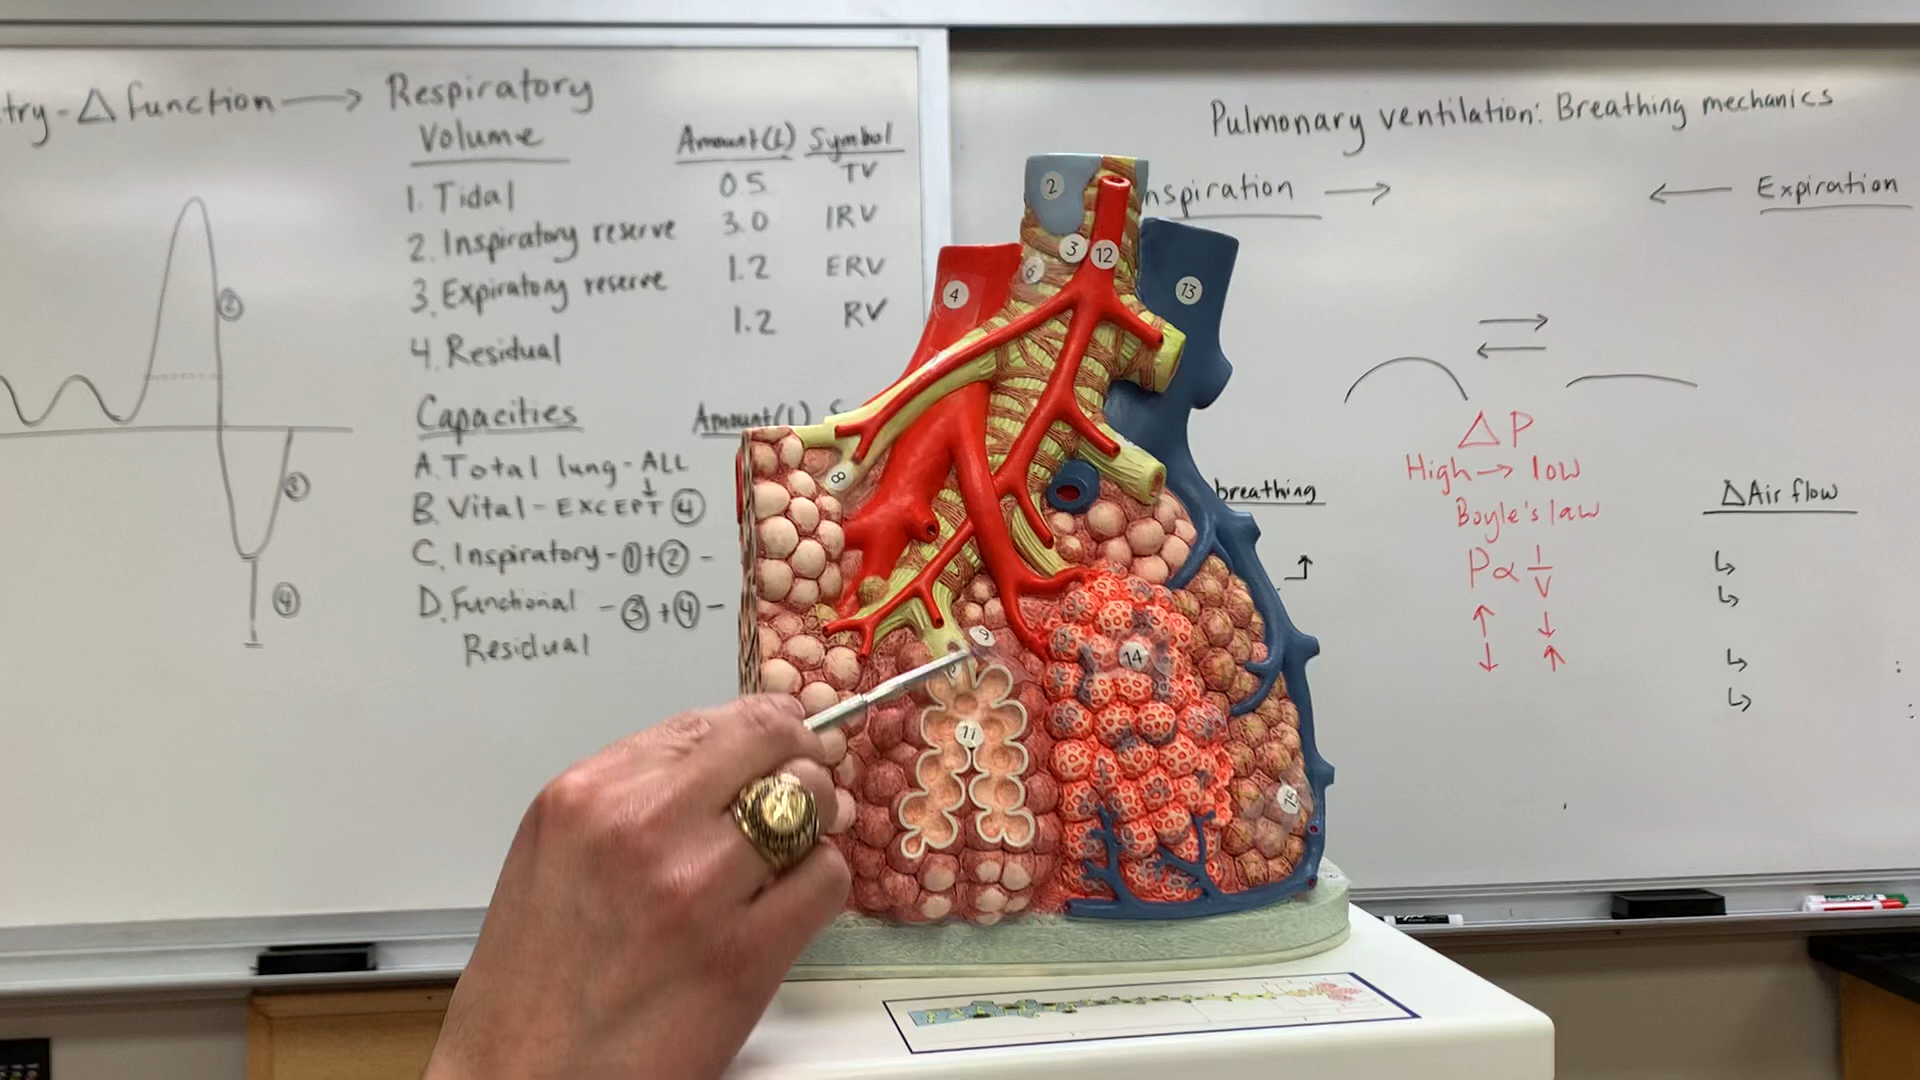 try - Δ function → Respiratory
Volume Amount(L) Symbol
1. Tidal 0.5 TV
2. Inspiratory reserve 3.0 IRV
3. Expiratory reserve 1.2 ERV
4. Residual 1.2 RV
Capacities Amount(L) S
A. Total lung - ALL
B. Vital - EXCEPT ④
C. Inspiratory - ① + ② -
D. Functional - ③ + ④ -
Residual
②
③
④
Pulmonary ventilation: Breathing mechanics
nspiration → ← Expiration
→
←
ΔP
High → low
Boyle's law
P ∝ 1/V
↑ ↓
↓ ↑
breathing
↑
Δ Air flow
↳
↳
↳ :
↳ :
2
3
12
6
4
13
8
9
14
11
15